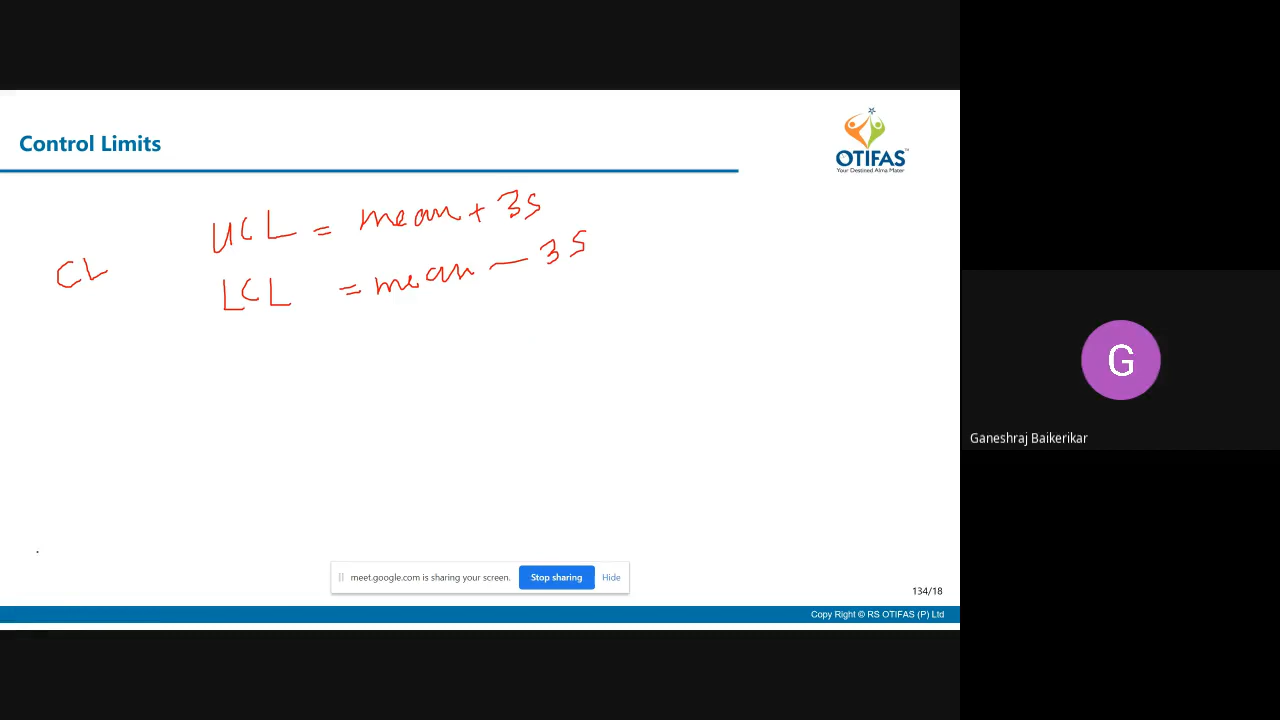 Control Limits
OTIFAS™
Your Destined Alma Mater
UCL = mean + 3s
CL
LCL = mean - 3s
G
Ganeshraj Baikerikar
meet.google.com is sharing your screen. Stop sharing Hide
134/18
Copy Right © RS OTIFAS (P) Ltd